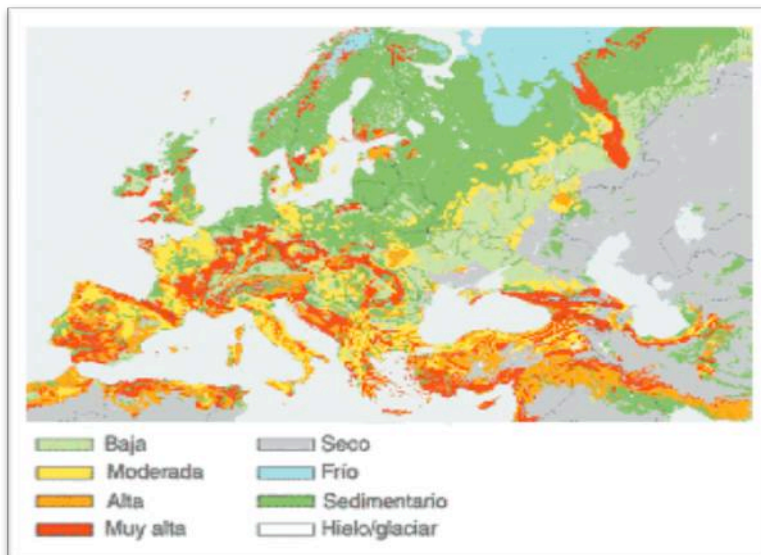 Baja
Moderada
Alta
Muy alta
Seco
Frío
Sedimentario
Hielo/glaciar